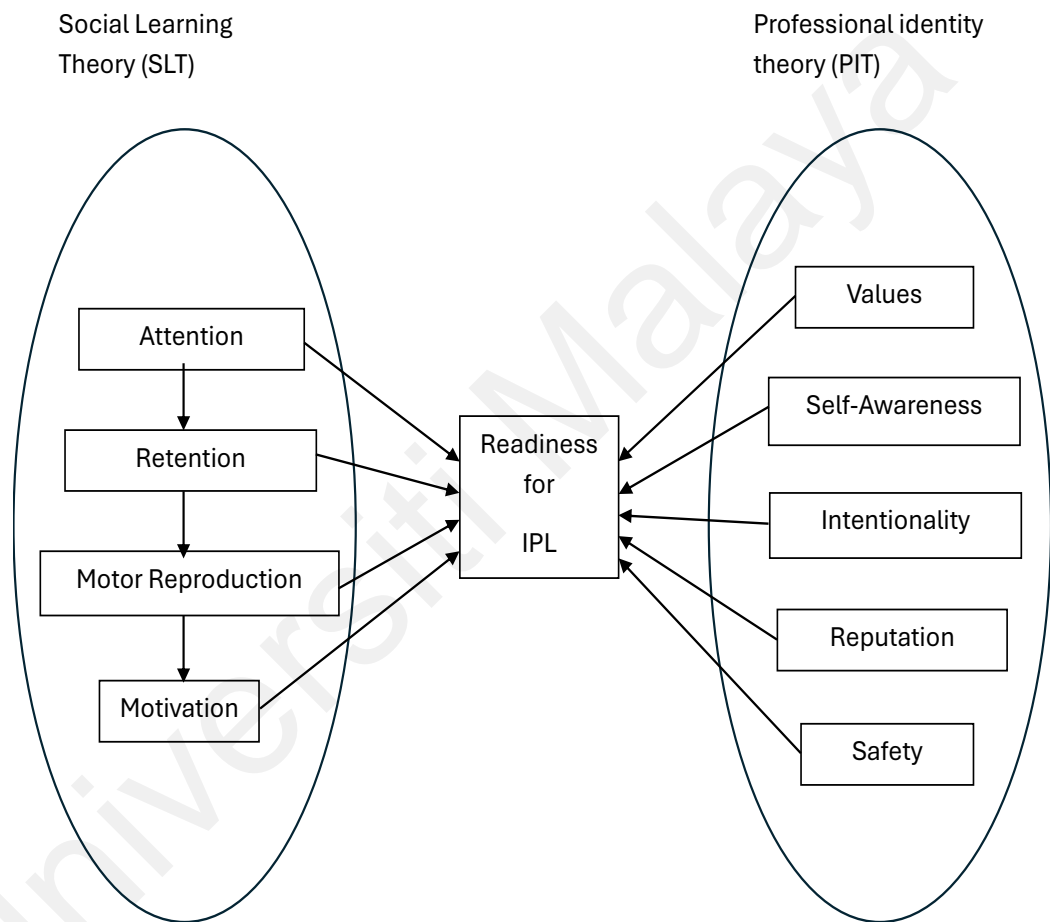 Social Learning
Theory (SLT)
Professional identity
theory (PIT)
Attention
Retention
Motor Reproduction
Motivation
Readiness
for
IPL
Values
Self-Awareness
Intentionality
Reputation
Safety
Universiti Malaya